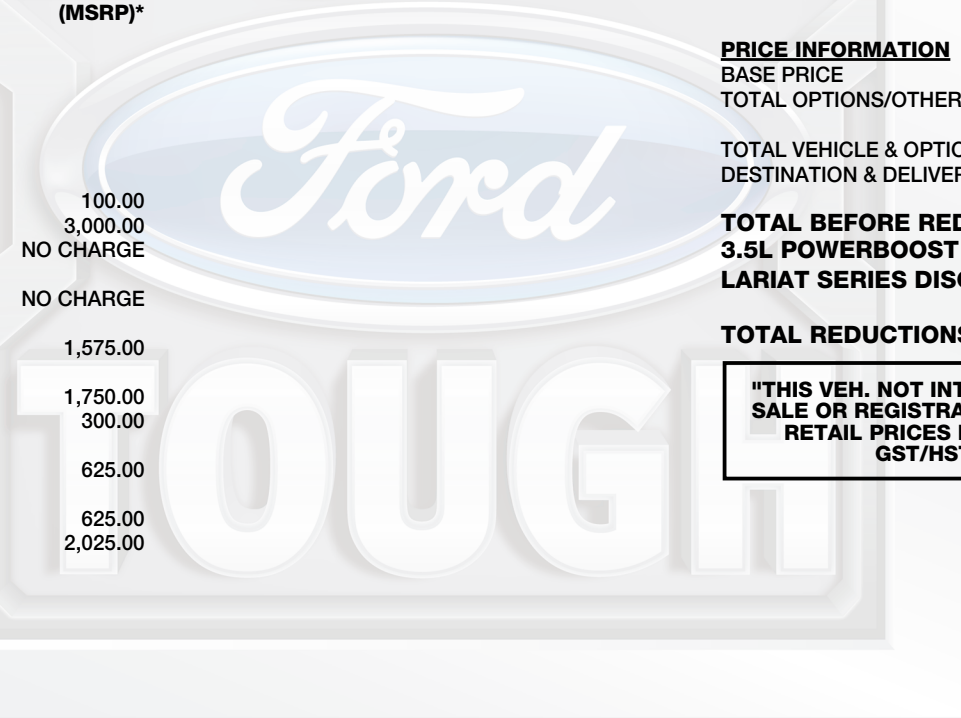 (MSRP)*
100.00
3,000.00
NO CHARGE
NO CHARGE
1,575.00
1,750.00
300.00
625.00
625.00
2,025.00
Ford
TOUGH
PRICE INFORMATION
BASE PRICE
TOTAL OPTIONS/OTHER
TOTAL VEHICLE & OPTIO
DESTINATION & DELIVER
TOTAL BEFORE RED
3.5L POWERBOOST
LARIAT SERIES DISC
TOTAL REDUCTIONS
"THIS VEH. NOT INT
SALE OR REGISTRA
RETAIL PRICES
GST/HST